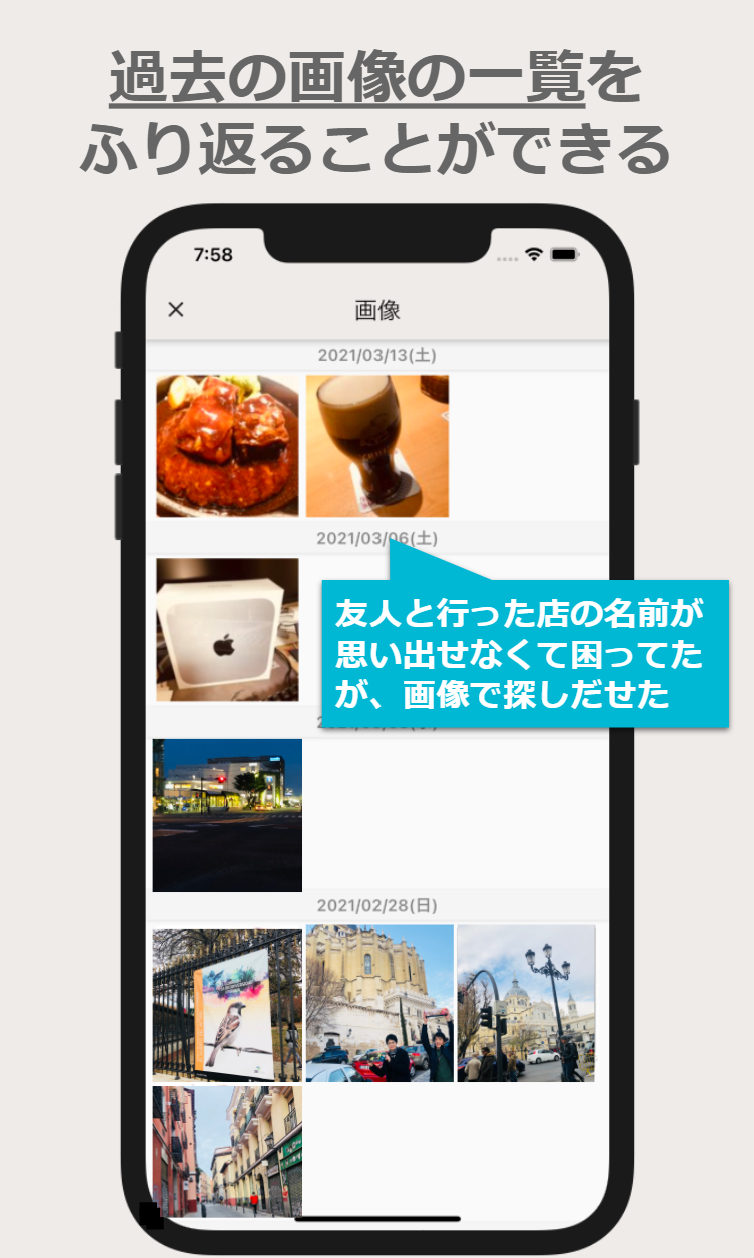 過去の画像の一覧を
ふり返ることができる
7:58
画像
2021/03/13(土)
2021/03/06(土)
友人と行った店の名前が
思い出せなくて困ってた
が、画像で探しだせた
2021/02/28(日)